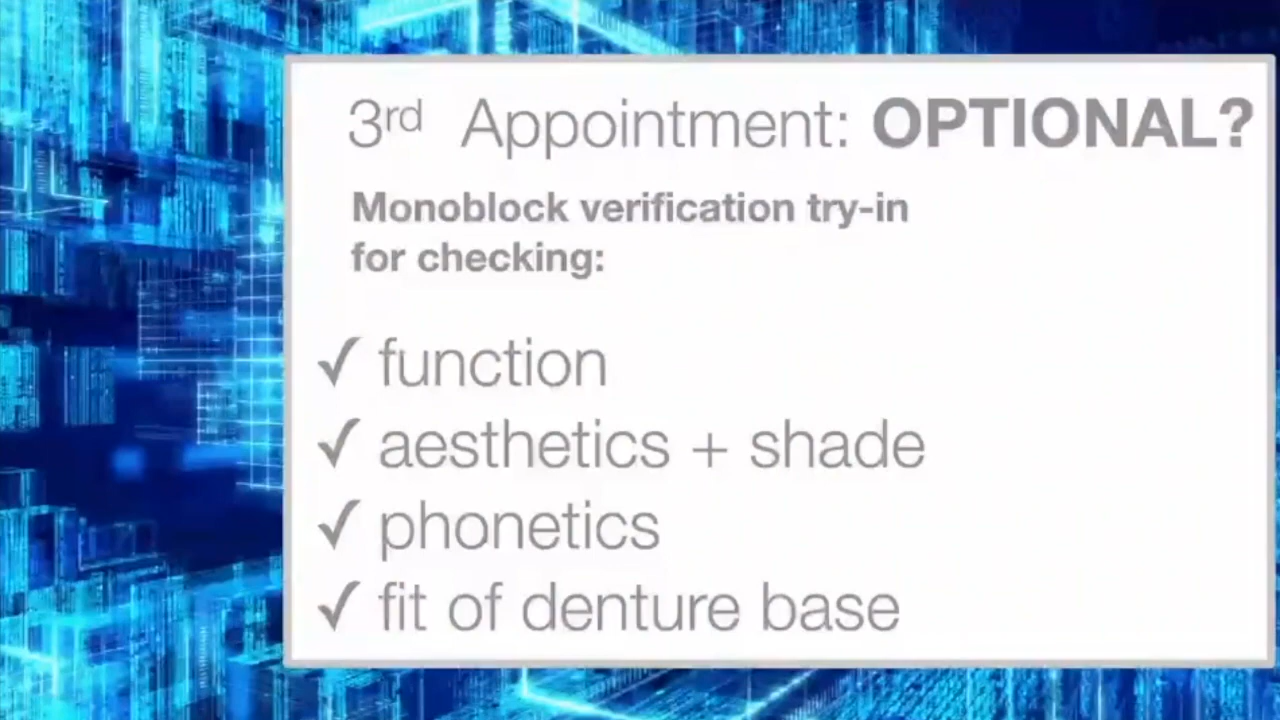 3rd Appointment: OPTIONAL?
Monoblock verification try-in
for checking:
✓ function
✓ aesthetics + shade
✓ phonetics
✓ fit of denture base